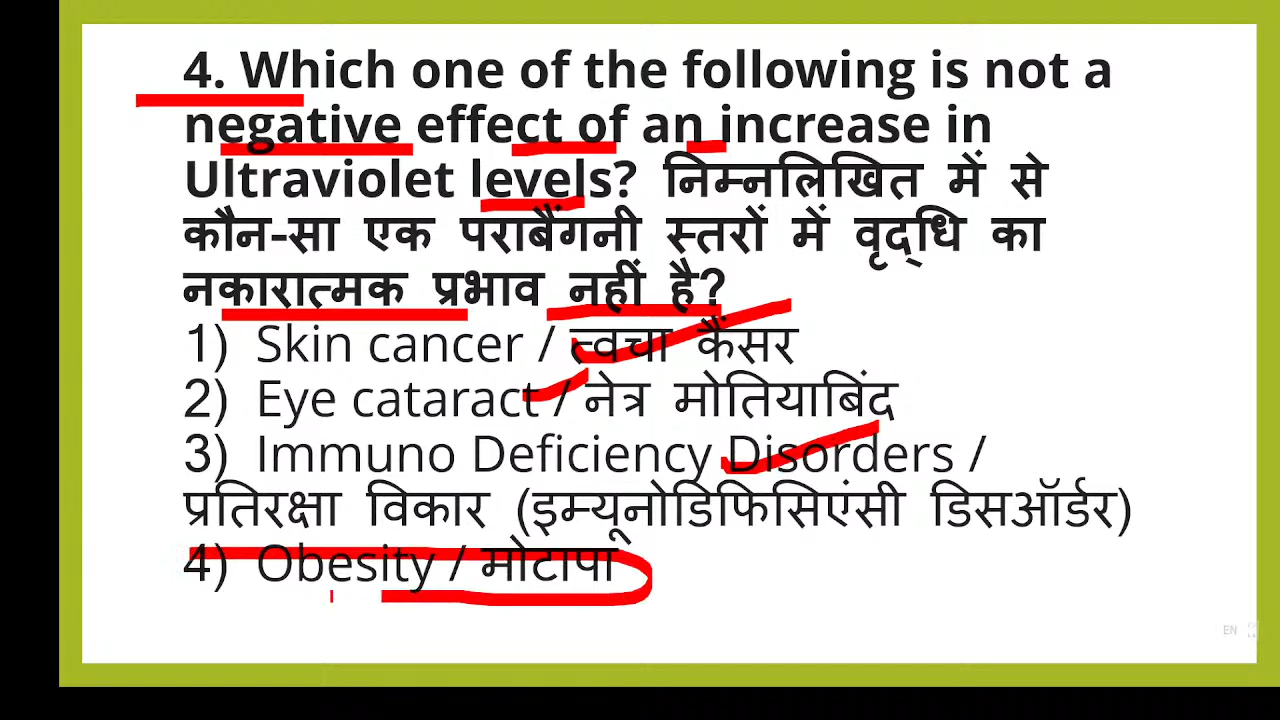 4. Which one of the following is not a
negative effect of an increase in
Ultraviolet levels? निम्नलिखित में से
कौन-सा एक पराबैंगनी स्तरों में वृद्धि का
नकारात्मक प्रभाव नहीं है?
1) Skin cancer / त्वचा कैंसर
2) Eye cataract / नेत्र मोतियाबिंद
3) Immuno Deficiency Disorders /
प्रतिरक्षा विकार (इम्यूनोडिफिसिएंसी डिसऑर्डर)
4) Obesity / मोटापा
EN